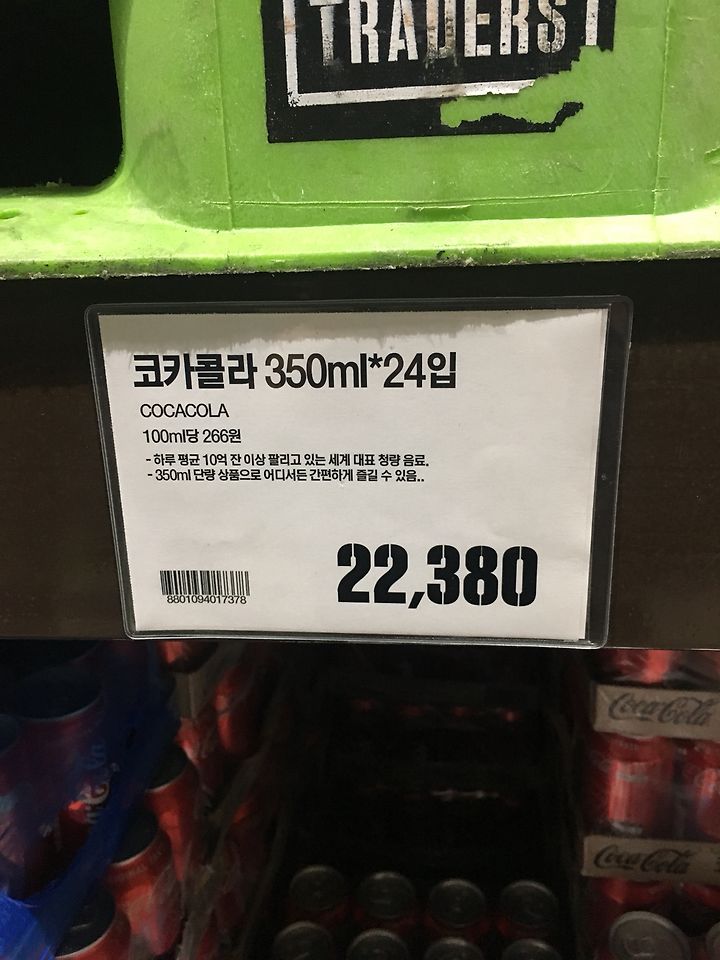 TRADERS
코카콜라 350ml*24입
COCACOLA
100ml당 266원
- 하루 평균 10억 잔 이상 팔리고 있는 세계 대표 청량 음료.
- 350ml 단량 상품으로 어디서든 간편하게 즐길 수 있음..
22,380
8801094017378
Coca-Cola
Coca-Cola